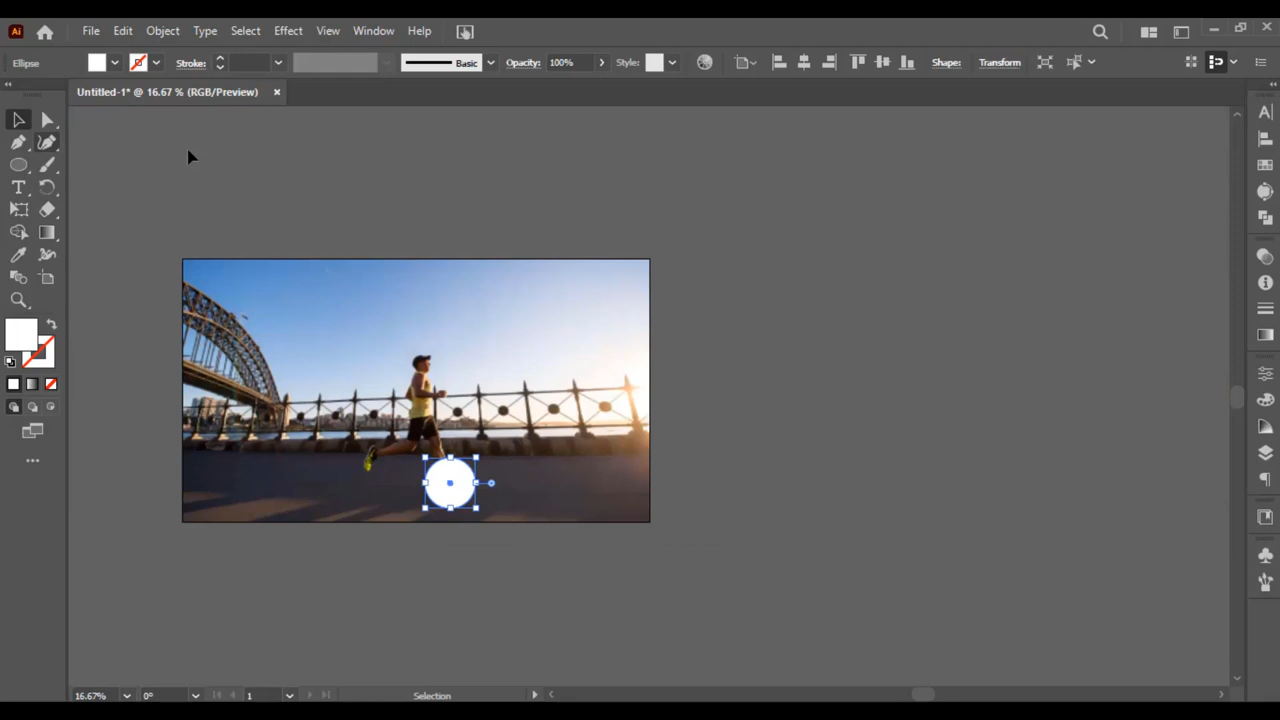 Ai File Edit Object Type Select Effect View Window Help
Ellipse Stroke: Basic Opacity: 100% Style: Shape: Transform
Untitled-1* @ 16.67 % (RGB/Preview) ×
T
A
16.67% 0° 1 Selection